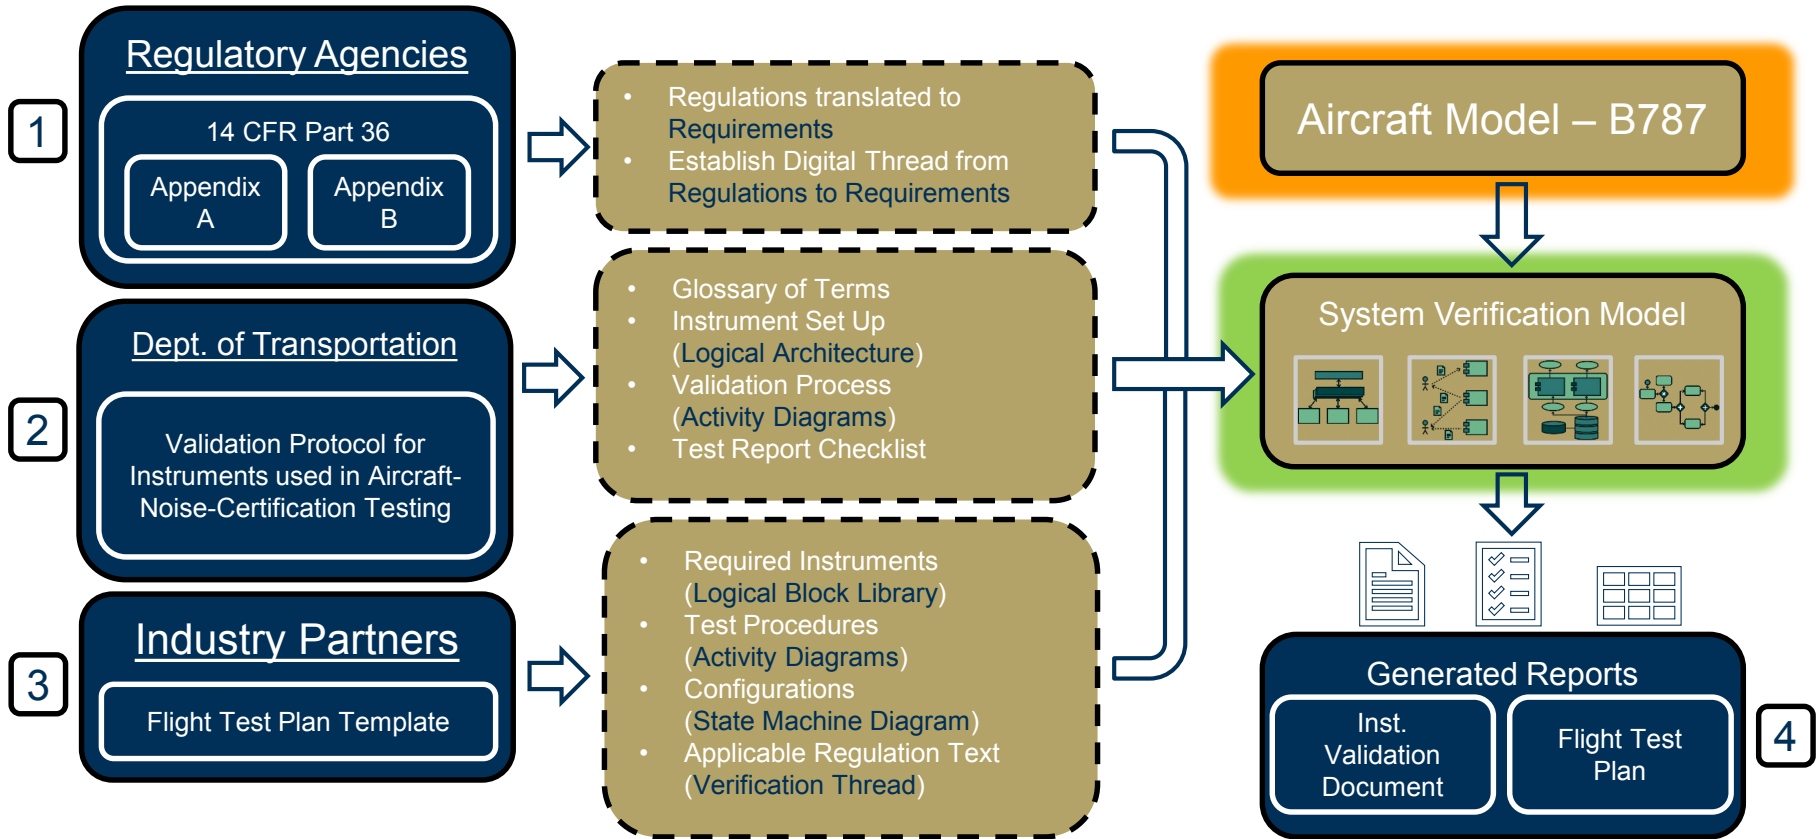 1
Regulatory Agencies
14 CFR Part 36
Appendix
A
Appendix
B
• Regulations translated to
Requirements
• Establish Digital Thread from
Regulations to Requirements
2
Dept. of Transportation
Validation Protocol for
Instruments used in Aircraft-
Noise-Certification Testing
• Glossary of Terms
• Instrument Set Up
(Logical Architecture)
• Validation Process
(Activity Diagrams)
• Test Report Checklist
3
Industry Partners
Flight Test Plan Template
• Required Instruments
(Logical Block Library)
• Test Procedures
(Activity Diagrams)
• Configurations
(State Machine Diagram)
• Applicable Regulation Text
(Verification Thread)
Aircraft Model – B787
System Verification Model
Generated Reports
Inst.
Validation
Document
Flight Test
Plan
4